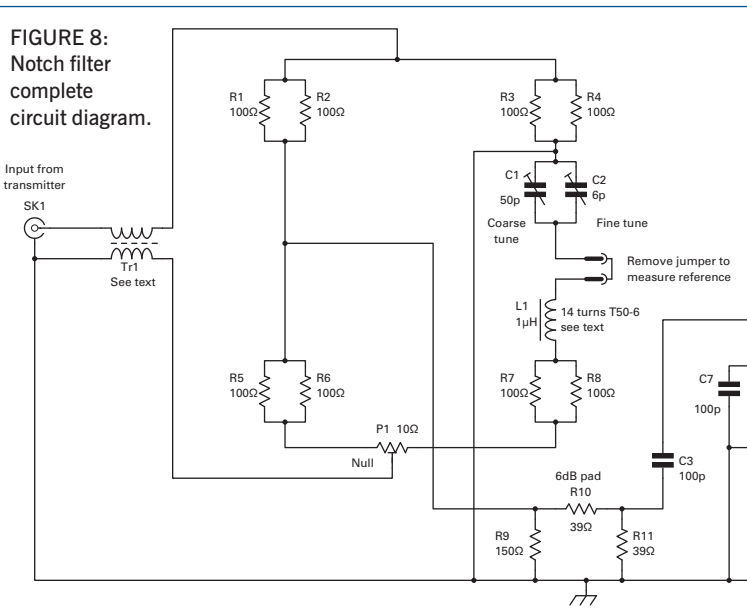 FIGURE 8:
Notch filter
complete
circuit diagram.
Input from
transmitter
SK1
Tr1
See text
R1
100Ω
R2
100Ω
R3
100Ω
R4
100Ω
C1
50p
C2
6p
Coarse
tune
Fine tune
Remove jumper to
measure reference
L1
1µH
14 turns T50-6
see text
R5
100Ω
R6
100Ω
R7
100Ω
R8
100Ω
P1 10Ω
Null
C7
100p
C3
100p
6dB pad
R10
39Ω
R9
150Ω
R11
39Ω